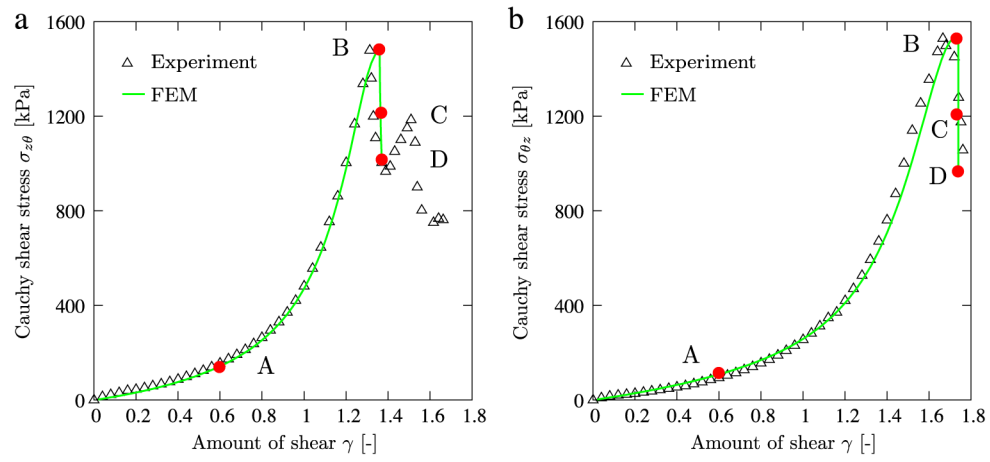 a
1600
1200
800
400
0
0
0.2
0.4
0.6
0.8
1
1.2
1.4
1.6
1.8
Cauchy shear stress σzθ [kPa]
Amount of shear γ [-]
Experiment
FEM
A
B
C
D
b
1600
1200
800
400
0
0
0.2
0.4
0.6
0.8
1
1.2
1.4
1.6
1.8
Cauchy shear stress σθz [kPa]
Amount of shear γ [-]
Experiment
FEM
A
B
C
D